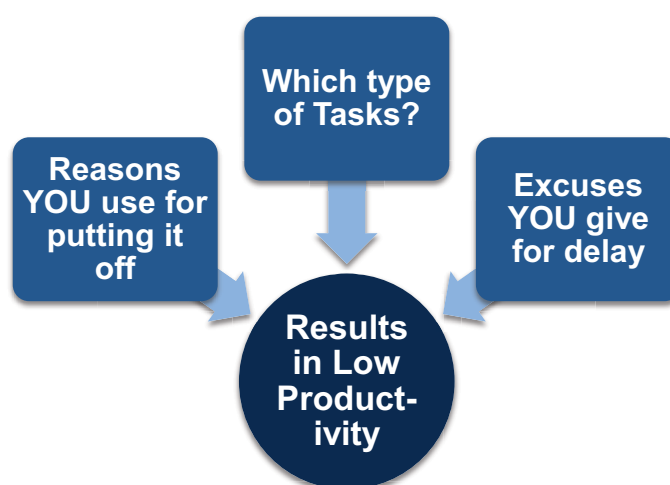 Which type
of Tasks?
Reasons
YOU use for
putting it
off
Excuses
YOU give
for delay
Results
in Low
Product-
ivity